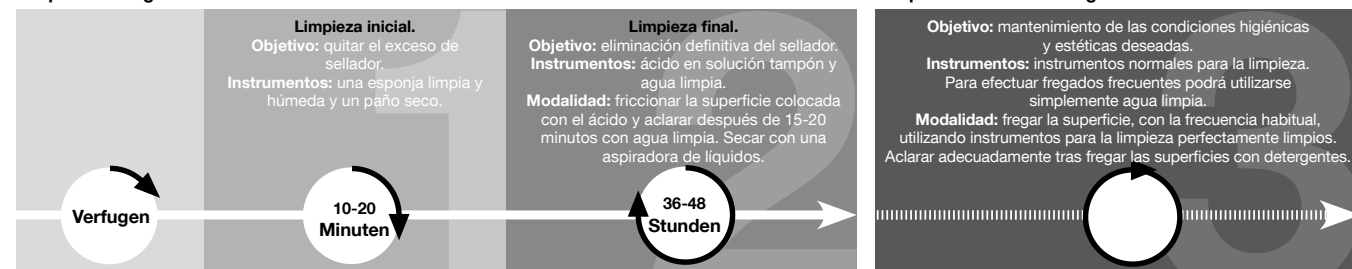 Limpieza inicial.
Objetivo: quitar el exceso de
sellador.
Instrumentos: una esponja limpia y
húmeda y un paño seco.
Limpieza final.
Objetivo: eliminación definitiva del sellador.
Instrumentos: ácido en solución tampón y
agua limpia.
Modalidad: friccionar la superficie colocada
con el ácido y aclarar después de 15-20
minutos con agua limpia. Secar con una
aspiradora de líquidos.
Objetivo: mantenimiento de las condiciones higiénicas
y estéticas deseadas.
Instrumentos: instrumentos normales para la limpieza.
Para efectuar fregados frecuentes podrá utilizarse
simplemente agua limpia.
Modalidad: fregar la superficie, con la frecuencia habitual,
utilizando instrumentos para la limpieza perfectamente limpios.
Aclarar adecuadamente tras fregar las superficies con detergentes.
1
2
3
Verfugen
10-20
Minuten
36-48
Stunden